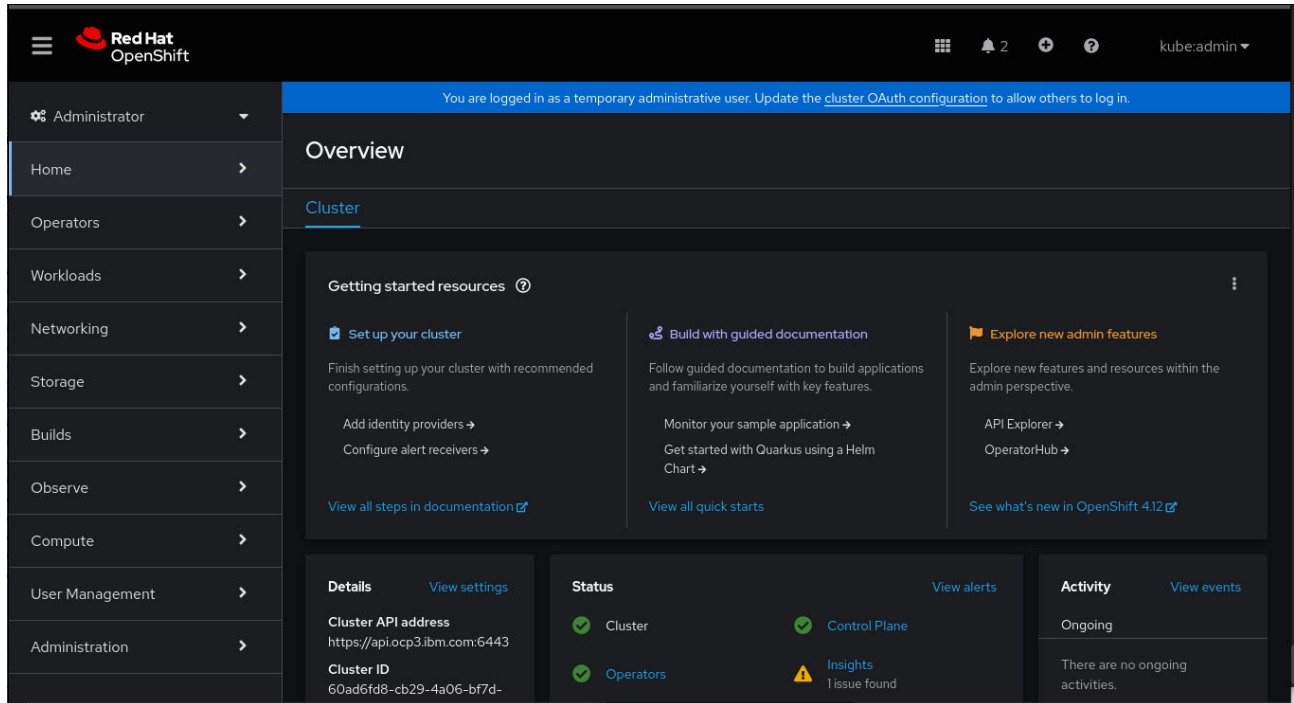 Red Hat
OpenShift
2
kube:admin
You are logged in as a temporary administrative user. Update the cluster OAuth configuration to allow others to log in.
Administrator
Home
Operators
Workloads
Networking
Storage
Builds
Observe
Compute
User Management
Administration
Overview
Cluster
Getting started resources
Set up your cluster
Finish setting up your cluster with recommended
configurations.
Add identity providers
Configure alert receivers
View all steps in documentation
Build with guided documentation
Follow guided documentation to build applications
and familiarize yourself with key features.
Monitor your sample application
Get started with Quarkus using a Helm
Chart
View all quick starts
Explore new admin features
Explore new features and resources within the
admin perspective.
API Explorer
OperatorHub
See what's new in OpenShift 4.12
Details
View settings
Cluster API address
https://api.ocp3.ibm.com:6443
Cluster ID
60ad6fd8-cb29-4a06-bf7d-
Status
View alerts
Cluster
Control Plane
Operators
Insights
1 issue found
Activity
View events
Ongoing
There are no ongoing
activities.